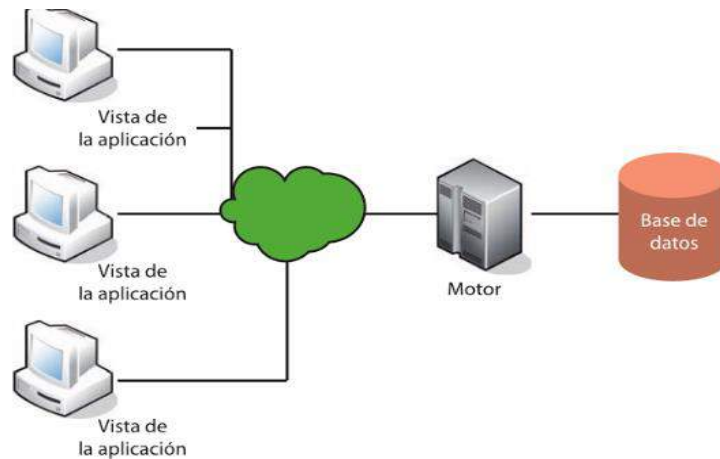 Vista de
la aplicación
Vista de
la aplicación
Vista de
la aplicación
Motor
Base de
datos